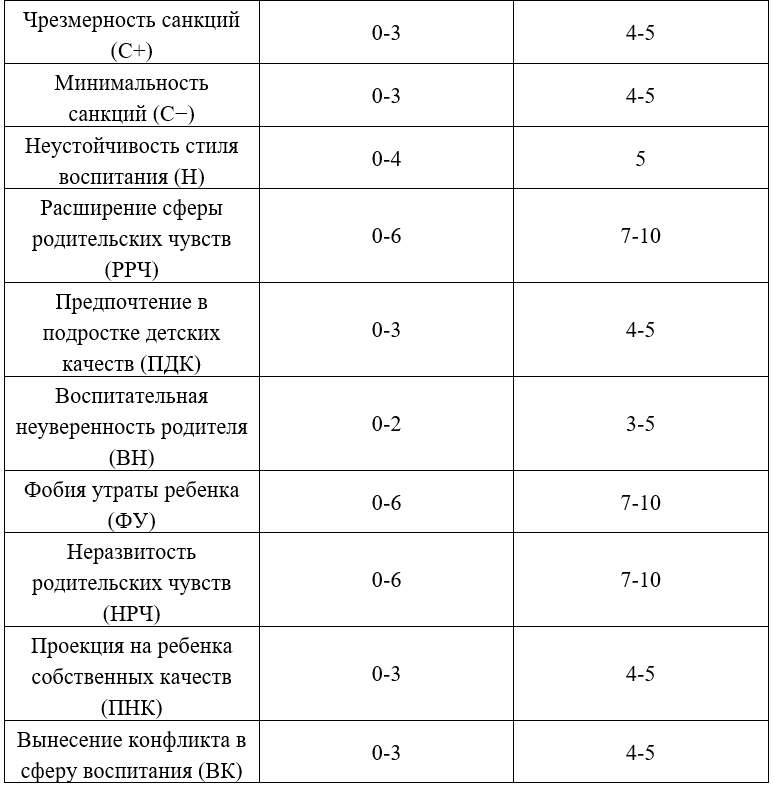 Чрезмерность санкций
(С+)
0-3
4-5
Минимальность
санкций (С−)
0-3
4-5
Неустойчивость стиля
воспитания (Н)
0-4
5
Расширение сферы
родительских чувств
(РРЧ)
0-6
7-10
Предпочтение в
подростке детских
качеств (ПДК)
0-3
4-5
Воспитательная
неуверенность родителя
(ВН)
0-2
3-5
Фобия утраты ребенка
(ФУ)
0-6
7-10
Неразвитость
родительских чувств
(НРЧ)
0-6
7-10
Проекция на ребенка
собственных качеств
(ПНК)
0-3
4-5
Вынесение конфликта в
сферу воспитания (ВК)
0-3
4-5